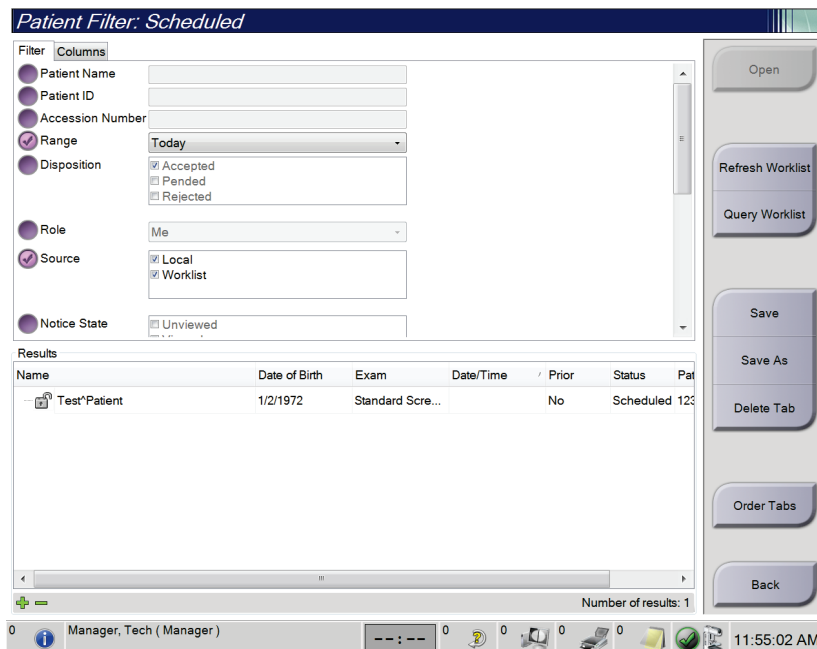 Patient Filter: Scheduled
Filter Columns
Patient Name
Patient ID
Accession Number
Range Today
Disposition Accepted
Pended
Rejected
Role Me
Source Local
Worklist
Notice State Unviewed
Results
Name Date of Birth Exam Date/Time Prior Status Pat
Test^Patient 1/2/1972 Standard Scre... No Scheduled 123
Number of results: 1
Open
Refresh Worklist
Query Worklist
Save
Save As
Delete Tab
Order Tabs
Back
0 Manager, Tech ( Manager ) --:-- 0 0 0 0 11:55:02 AM